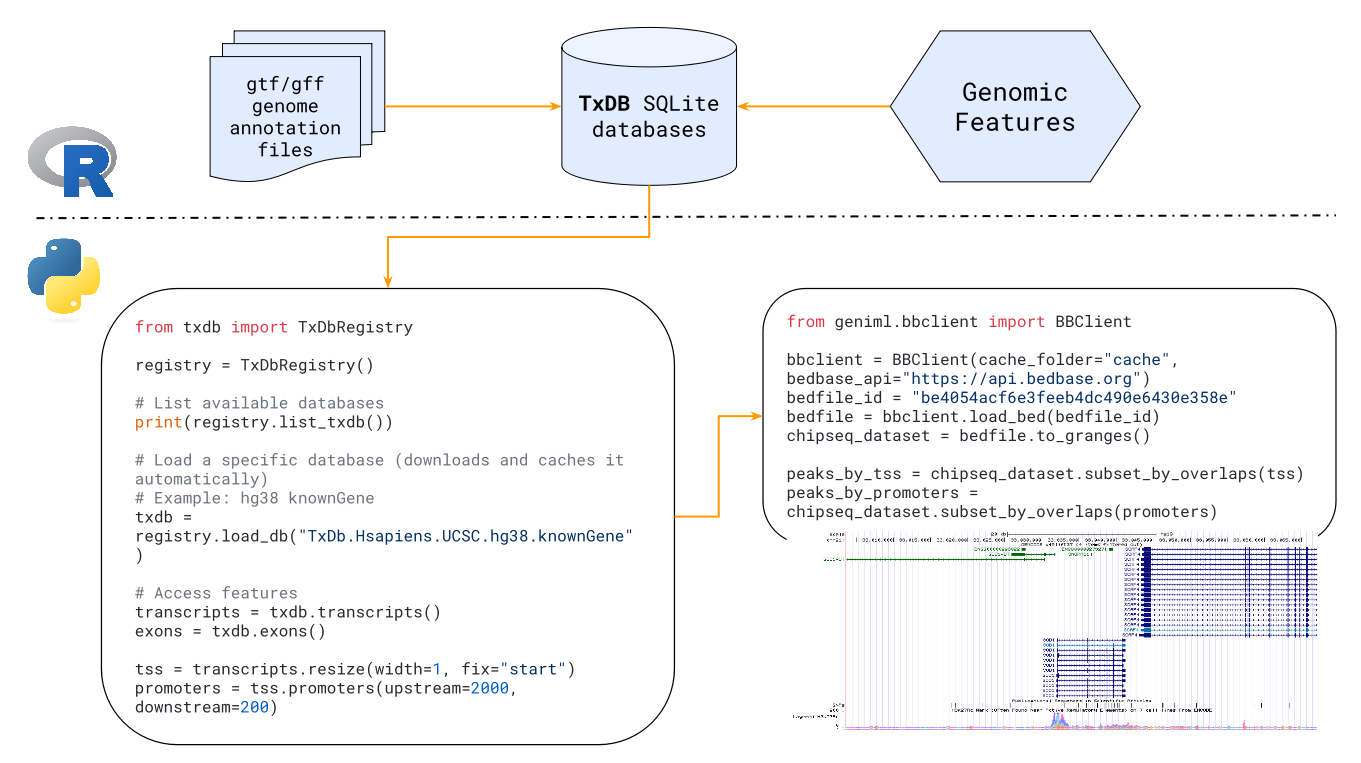 gtf/gff
genome
annotation
files
TxDB SQLite
databases
Genomic
Features
R
from txdb import TxDbRegistry
registry = TxDbRegistry()
# List available databases
print(registry.list_txdb())
# Load a specific database (downloads and caches it
automatically)
# Example: hg38 knownGene
txdb =
registry.load_db("TxDb.Hsapiens.UCSC.hg38.knownGene"
)
# Access features
transcripts = txdb.transcripts()
exons = txdb.exons()
tss = transcripts.resize(width=1, fix="start")
promoters = tss.promoters(upstream=2000,
downstream=200)
from geniml.bbclient import BBClient
bbclient = BBClient(cache_folder="cache",
bedbase_api="https://api.bedbase.org")
bedfile_id = "be4054acf6e3feeb4dc490e6430e358e"
bedfile = bbclient.load_bed(bedfile_id)
chipseq_dataset = bedfile.to_granges()
peaks_by_tss = chipseq_dataset.subset_by_overlaps(tss)
peaks_by_promoters =
chipseq_dataset.subset_by_overlaps(promoters)